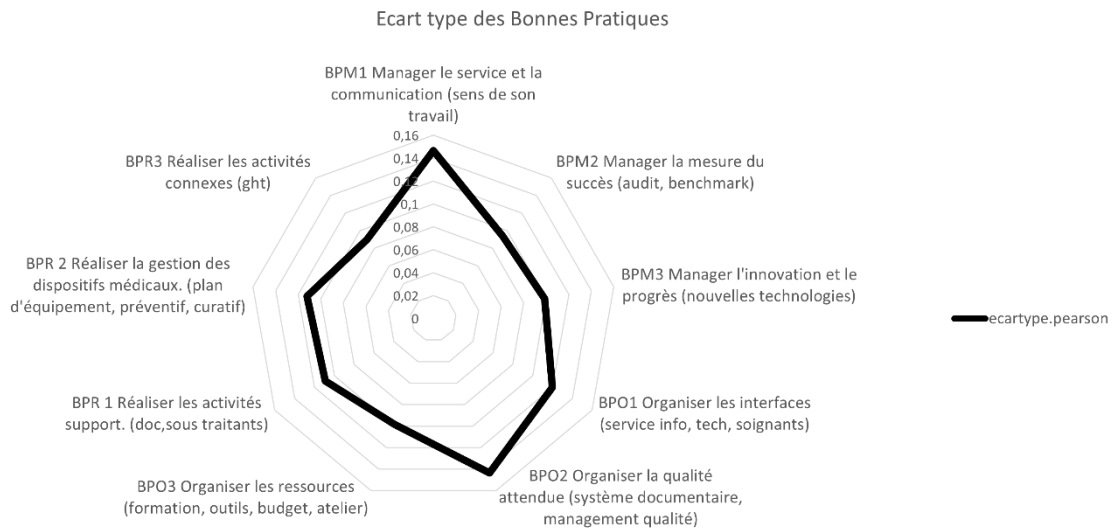 Ecart type des Bonnes Pratiques
BPM1 Manager le service et la
communication (sens de son
travail)
BPM2 Manager la mesure du
succès (audit, benchmark)
BPM3 Manager l'innovation et le
progrès (nouvelles technologies)
BPO1 Organiser les interfaces
(service info, tech, soignants)
BPO2 Organiser la qualité
attendue (système documentaire,
management qualité)
BPO3 Organiser les ressources
(formation, outils, budget, atelier)
BPR 1 Réaliser les activités
support. (doc,sous traitants)
BPR 2 Réaliser la gestion des
dispositifs médicaux. (plan
d'équipement, préventif, curatif)
BPR3 Réaliser les activités
connexes (ght)
0,16
0,14
0,12
0,1
0,08
0,06
0,04
0,02
0
ecartype.pearson